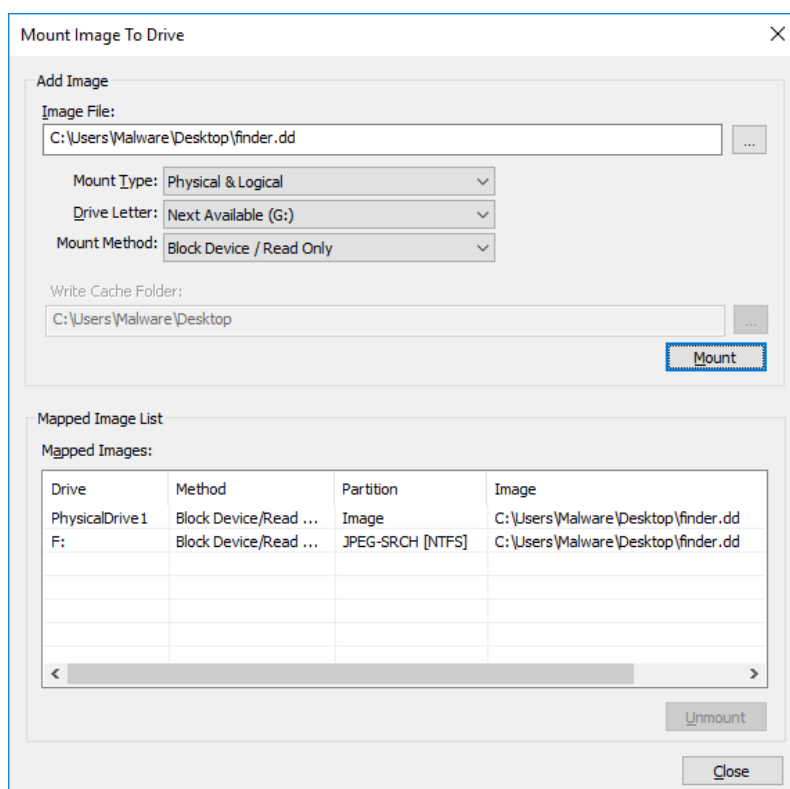 Mount Image To Drive
Add Image
Image File:
C:\Users\Malware\Desktop\finder.dd
...
Mount Type: Physical & Logical
Drive Letter: Next Available (G:)
Mount Method: Block Device / Read Only
Write Cache Folder:
C:\Users\Malware\Desktop
...
Mount
Mapped Image List
Mapped Images:
Drive Method Partition Image
PhysicalDrive1 Block Device/Read ... Image C:\Users\Malware\Desktop\finder.dd
F: Block Device/Read ... JPEG-SRCH [NTFS] C:\Users\Malware\Desktop\finder.dd
Unmount
Close